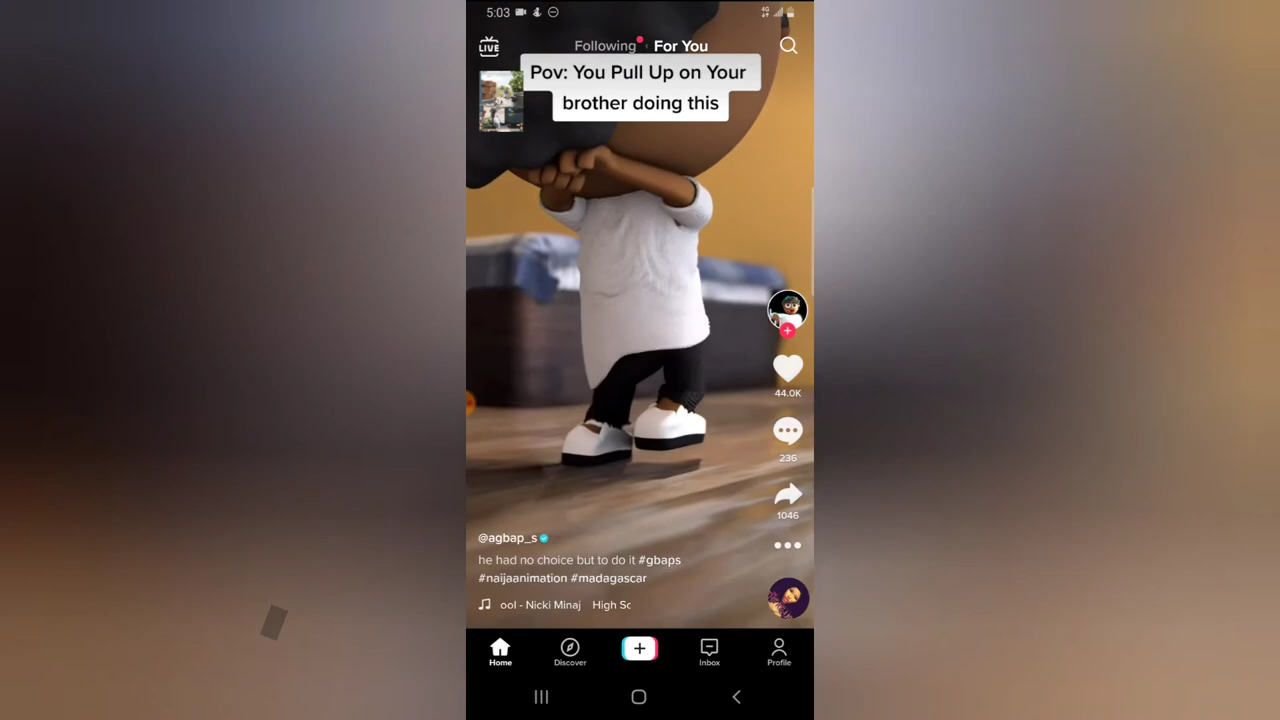 5:03
4G
LIVE
Following
For You
Pov: You Pull Up on Your
brother doing this
44.0K
236
1046
@agbap_s
he had no choice but to do it #gbaps
#naijaanimation #madagascar
ool - Nicki Minaj High Sc
Home
Discover
Inbox
Profile